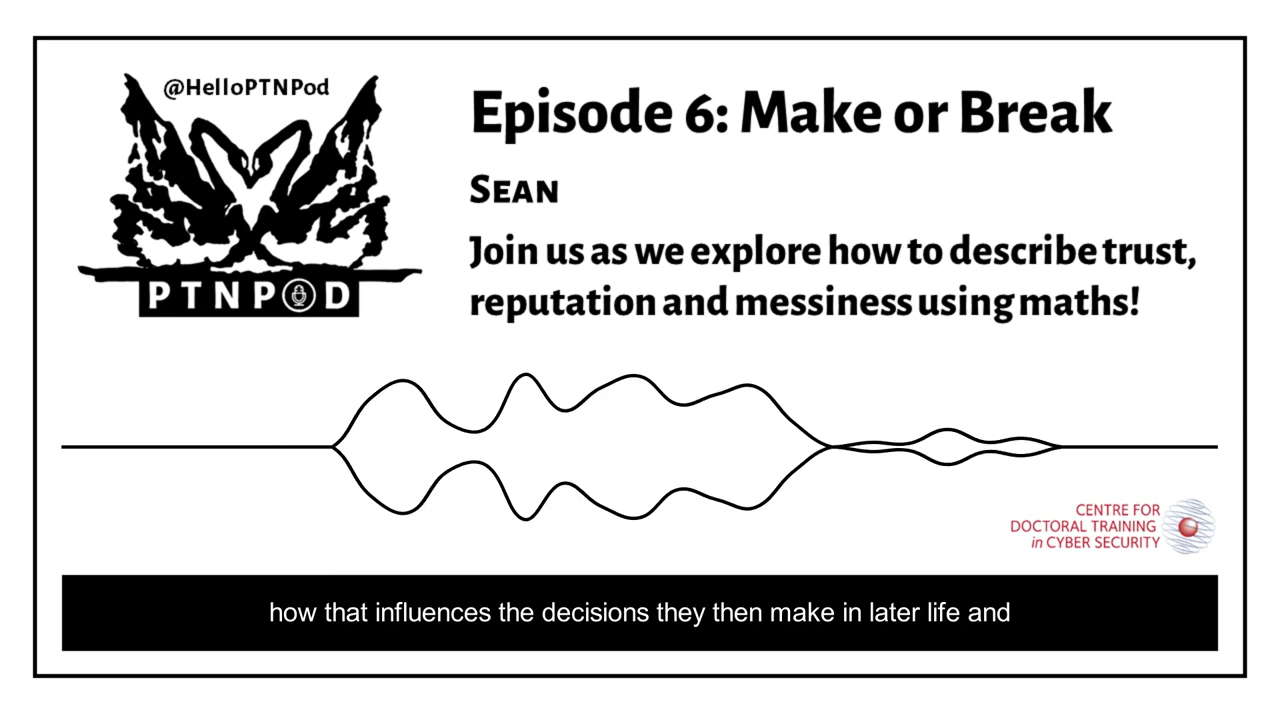 @HelloPTNPod
PTNPOD
Episode 6: Make or Break
SEAN
Join us as we explore how to describe trust,
reputation and messiness using maths!
CENTRE FOR
DOCTORAL TRAINING
in CYBER SECURITY
how that influences the decisions they then make in later life and